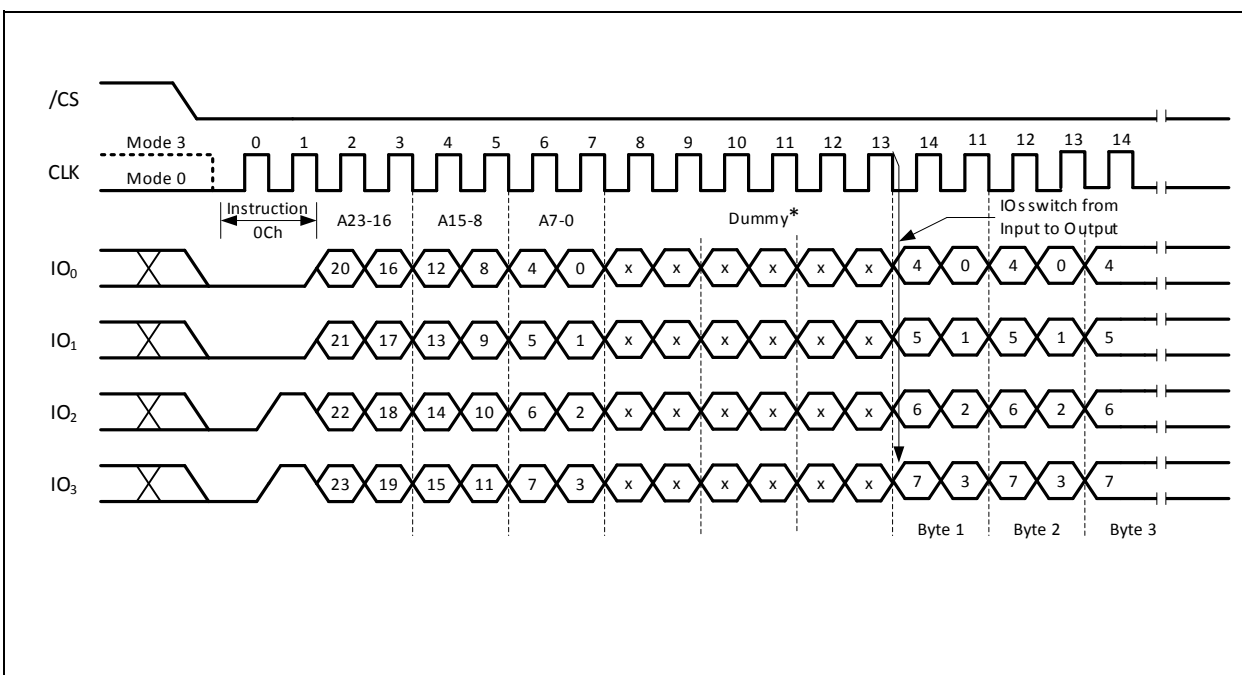 /CS
Mode 3 0 1 2 3 4 5 6 7 8 9 10 11 12 13 14 11 12 13 14
CLK
Mode 0
Instruction IOs switch from
A23-16 A15-8 A7-0 Dummy* Input to Output
0Ch
IO0 20 16 12 8 4 0 x x x x x x 4 0 4 0 4
IO1 21 17 13 9 5 1 x x x x x x 5 1 5 1 5
IO2 22 18 14 10 6 2 x x x x x x 6 2 6 2 6
IO3 23 19 15 11 7 3 x x x x x x 7 3 7 3 7
Byte 1 Byte 2 Byte 3